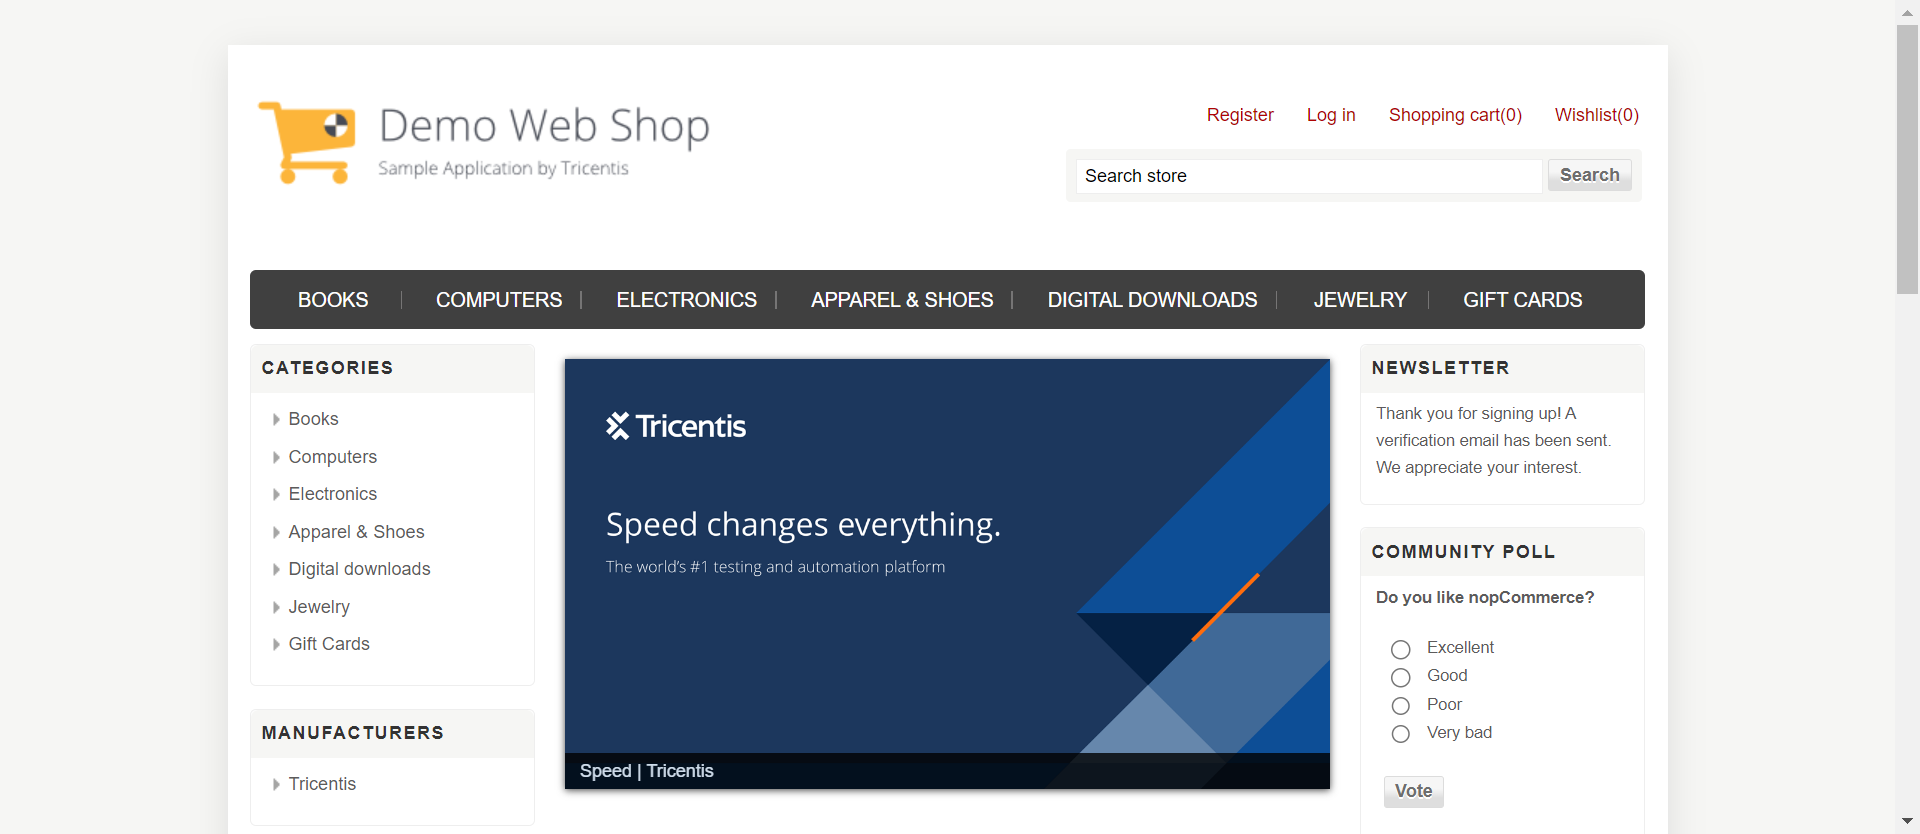 Demo Web Shop
Sample Application by Tricentis
Register Log in Shopping cart(0) Wishlist(0)
Search store Search
BOOKS COMPUTERS ELECTRONICS APPAREL & SHOES DIGITAL DOWNLOADS JEWELRY GIFT CARDS
CATEGORIES
Books
Computers
Electronics
Apparel & Shoes
Digital downloads
Jewelry
Gift Cards
MANUFACTURERS
Tricentis
Tricentis
Speed changes everything.
The world's #1 testing and automation platform
Speed | Tricentis
NEWSLETTER
Thank you for signing up! A
verification email has been sent.
We appreciate your interest.
COMMUNITY POLL
Do you like nopCommerce?
Excellent
Good
Poor
Very bad
Vote